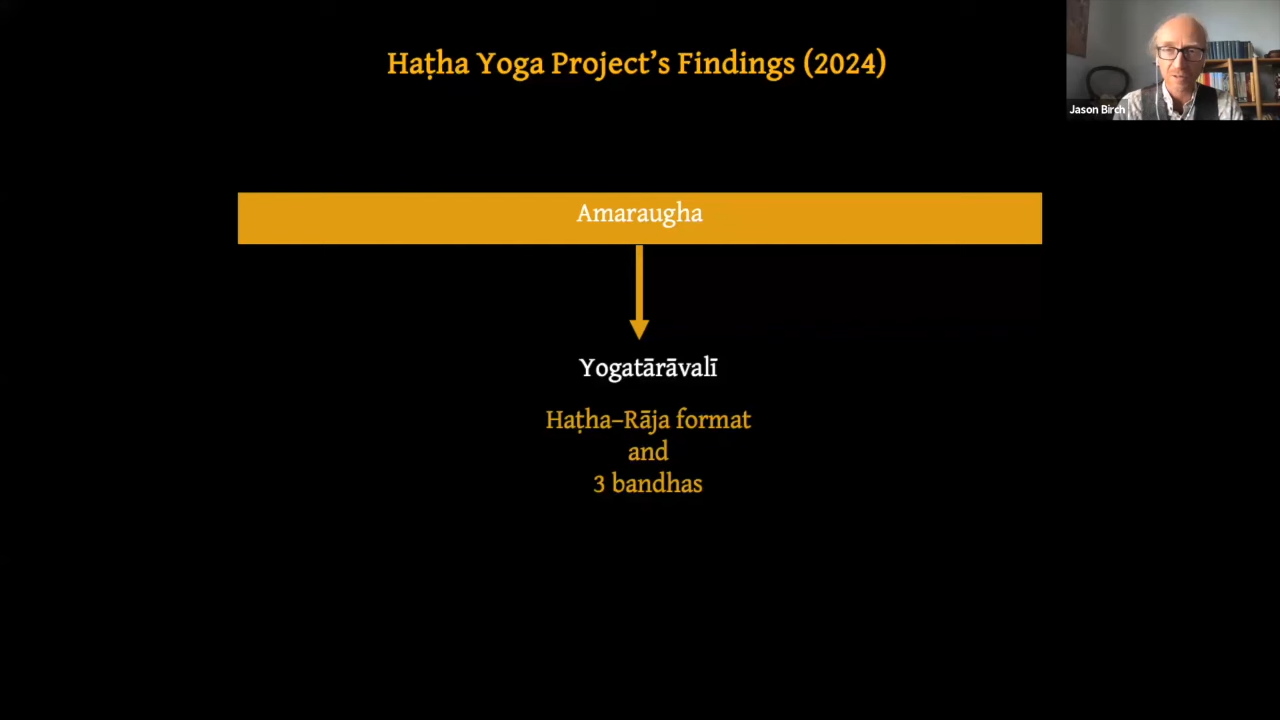 Haṭha Yoga Project’s Findings (2024)
Jason Birch
Amaraugha
Yogatārāvalī
Haṭha–Rāja format
and
3 bandhas